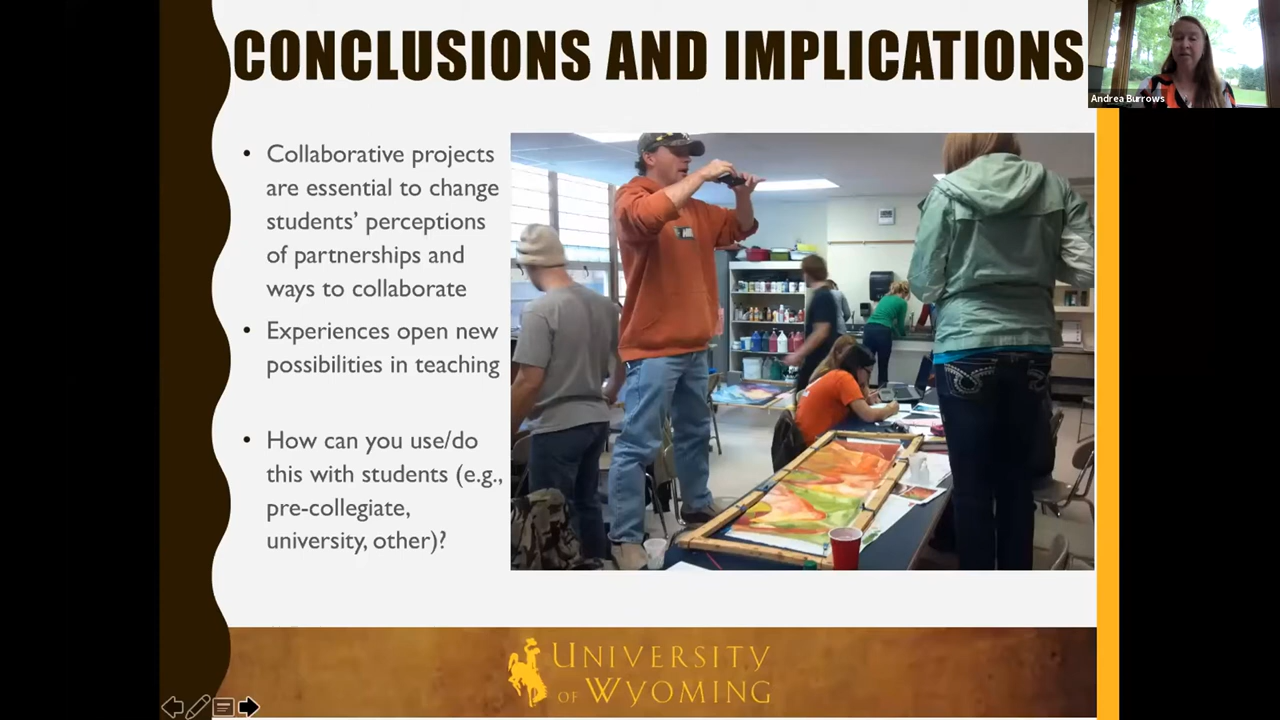 CONCLUSIONS AND IMPLICATIONS
Andrea Burrows
• Collaborative projects
are essential to change
students’ perceptions
of partnerships and
ways to collaborate
• Experiences open new
possibilities in teaching
• How can you use/do
this with students (e.g.,
pre-collegiate,
university, other)?
UNIVERSITY
OF WYOMING